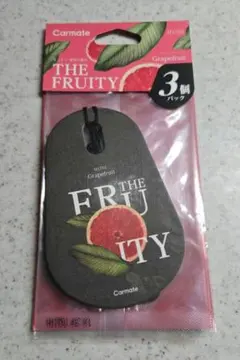 Carmate
THE
FRUITY
Grapefruit
3個
パック
Grapefruit
THE
FRU
ITY
Carmate